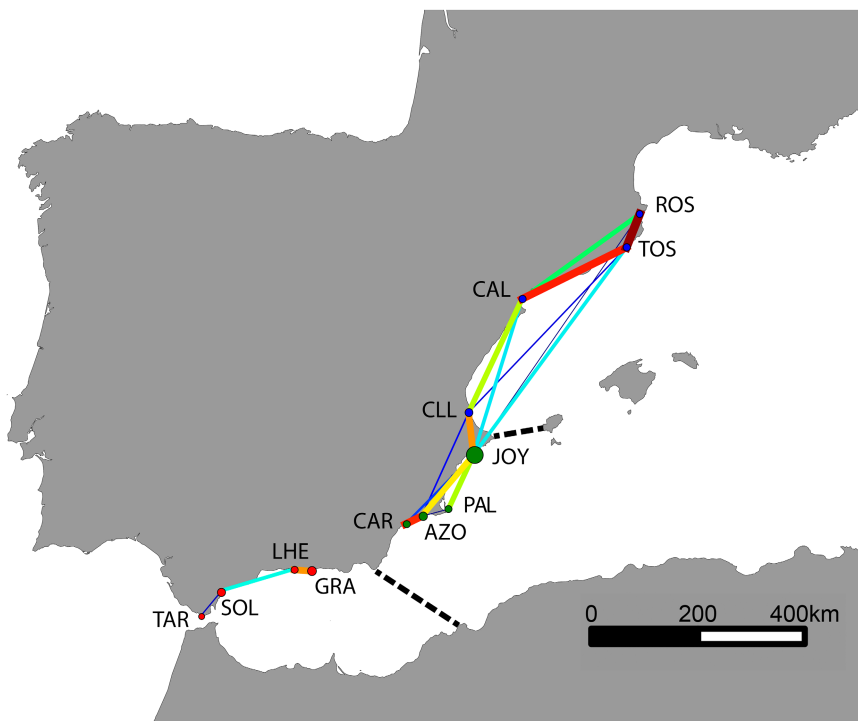 ROS
TOS
CAL
CLL
JOY
PAL
CAR
AZO
LHE
GRA
SOL
TAR
0 200 400km